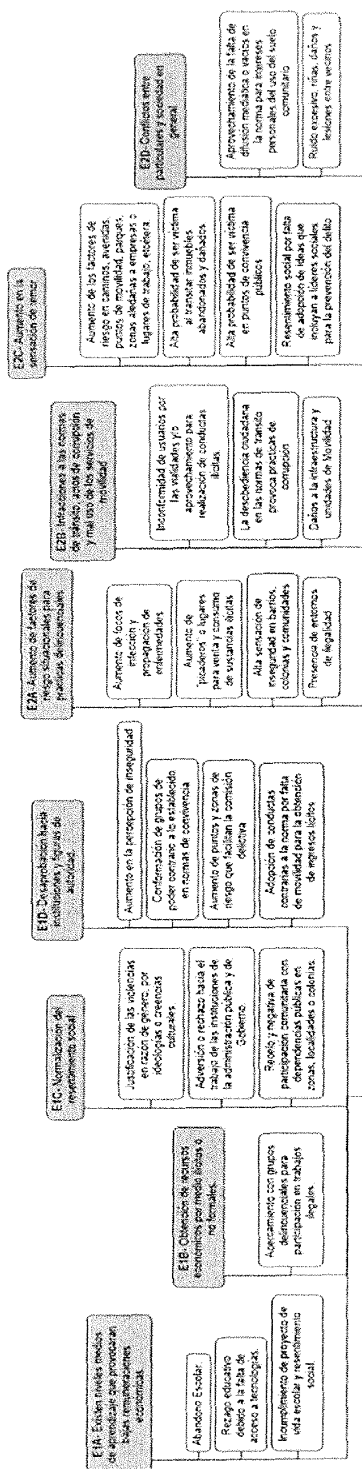 E1A- Existen niveles medios
de aprendizaje que provocaran
bajas remuneraciones
económicas.
Abandono Escolar.
Rezago educativo
debido a la falta de
acceso a tecnologías.
Incumplimiento de proyecto de
vida escolar y resentimiento
social.
E1B- Obtención de recursos
económicos por medio ilícitos o
no formales.
Acercamiento con grupos
delincuenciales para
participación en trabajos
ilegales.
E1C- Normalización del
resentimiento social.
Justificación de las violencias
en razón de género, por
ideologías o creencias
culturales
Adversión o rechazo hacia el
trabajo de las instituciones de
la administración pública y de
Gobierno.
Recelo y negativa de
participación comunitaria con
dependencias públicas en
zonas, localidades o colonias.
E1D- Desaprobación hacia
instituciones y figuras de
autoridad.
Aumento en la percepción de inseguridad
Conformación de grupos de
poder contrario a lo establecido
en normas de convivencia
Aumento de puntos y zonas de
riesgo que facilitan la comisión
delictiva
Adopción de conductas
contrarias a la norma por falta
de movilidad para la obtención
de ingresos lícitos
E2A- Aumento de factores de
riesgo situacionales para
prácticas delincuenciales
Aumento de focos de
infección y
propagación de
enfermedades
Aumento de
"picaderos" o lugares
para venta y consumo
de sustancias ilícitas
Alta sensación de
inseguridad en barrios,
colonias y comunidades
Presencia de entornos
de ilegalidad
E2B- Infracciones a las normas
de tránsito, actos de corrupción
y mal uso de los servicios de
movilidad
Inconformidad de usuarios por
las vialidades y/o
aprovechamiento para
realización de conductas
ilícitas.
La desobediencia ciudadana
en las normas de tránsito
provoca practicas de
corrupción
Daños a la infraestructura y
unidades de Movilidad
E2C- Aumento en la
sensación de temor
Aumento de los factores de
riesgo en caminos, avenidas,
puntos de movilidad, parques,
zonas aledañas a empresas o
lugares de trabajo, etcétera.
Alta probabilidad de ser víctima
al transitar inmuebles
abandonados y dañados
Alta probabilidad de ser víctima
en puntos de convivencia
públicos
Resentimiento social por falta
de adopción de ideas que
incluyan a líderes sociales
para la prevención del delito
E2D- Conflictos entre
particulares y sociedad en
general
Aprovechamiento de la falta de
difusión mediática o vacíos en
la norma para intereses
personales del uso del suelo
comunitario
Ruido excesivo, riñas, daños y
lesiones entre vecinos